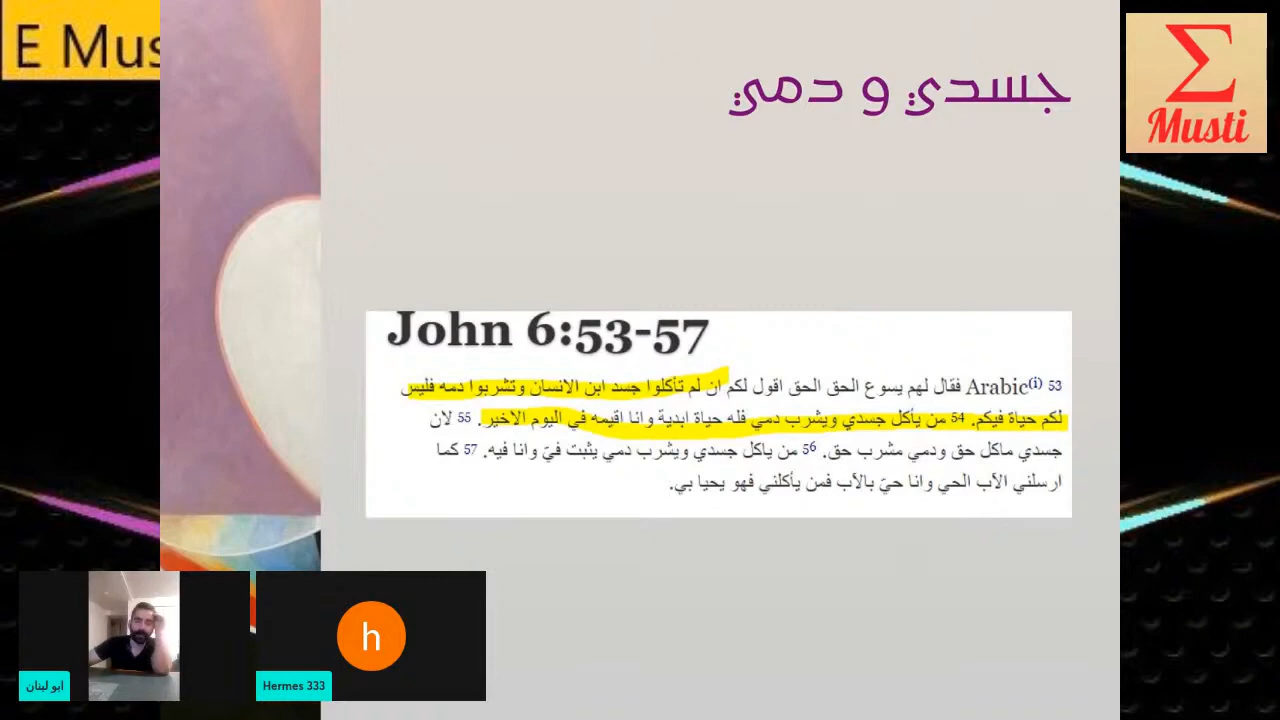 E Mus
Σ
Musti
جسدي و دمي
John 6:53-57
53 Arabic(i) فقال لهم يسوع الحق الحق اقول لكم ان لم تأكلوا جسد ابن الانسان وتشربوا دمه فليس
لكم حياة فيكم. 54 من يأكل جسدي ويشرب دمي فله حياة ابدية وانا اقيمه في اليوم الاخير. 55 لان
جسدي ماكل حق ودمي مشرب حق. 56 من ياكل جسدي ويشرب دمي يثبت فيّ وانا فيه. 57 كما
ارسلني الآب الحي وانا حيّ بالآب فمن يأكلني فهو يحيا بي.
h
ابو لبنان
Hermes 333